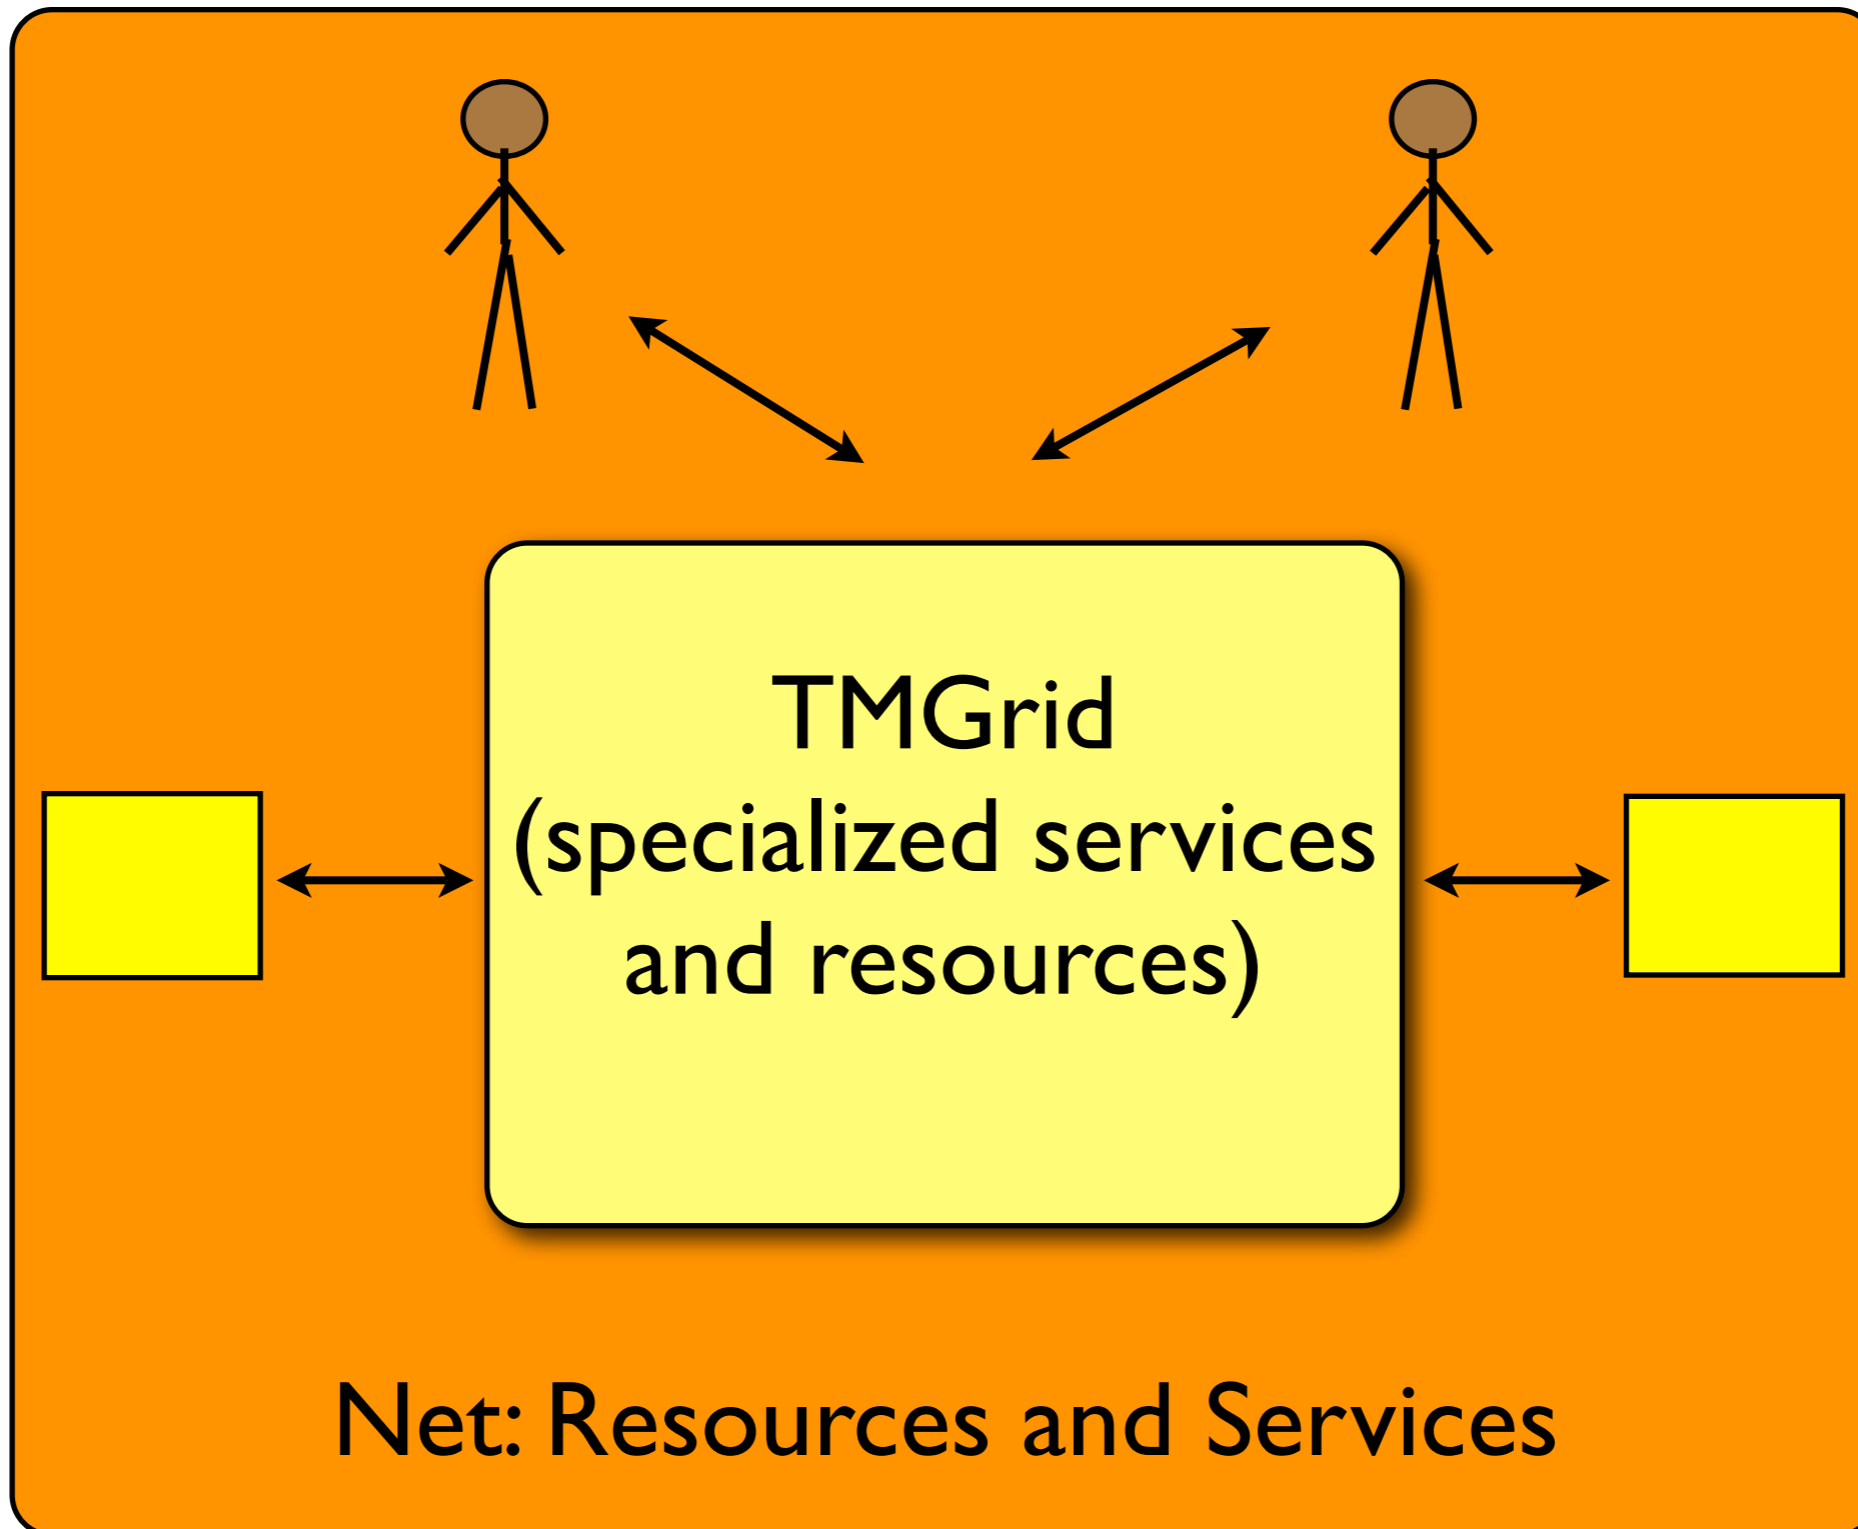 TMGrid
(specialized services
and resources)
Net: Resources and Services